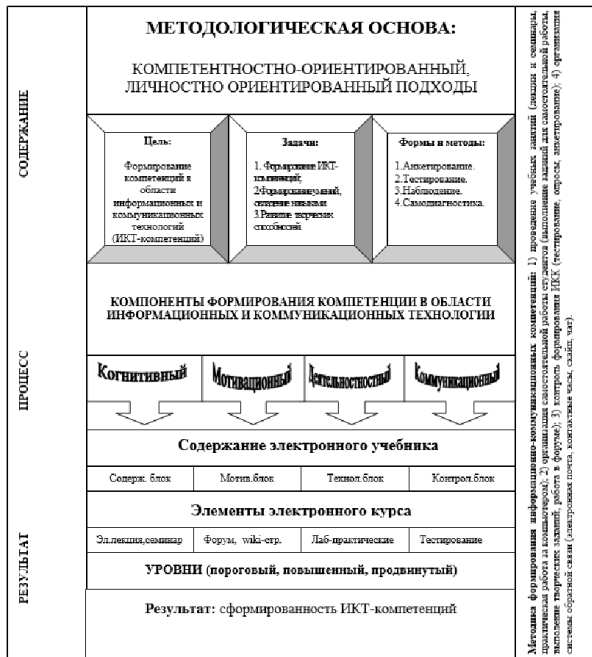 МЕТОДОЛОГИЧЕСКАЯ ОСНОВА:
КОМПЕТЕНТНОСТНО-ОРИЕНТИРОВАННЫЙ,
ЛИЧНОСТНО ОРИЕНТИРОВАННЫЙ ПОДХОДЫ
СОДЕРЖАНИЕ
Цель:
Формирование
компетенций в
области
информационных и
коммуникационных
технологий
(ИКТ-компетенций)
Задачи:
1. Формирование ИКТ-
компетенций;
2.Формирование умений,
овладение навыками
3.Развитие творческих
способностей
Формы и методы:
1.Анкетирование.
2.Тестирование.
3.Наблюдение.
4.Самодиагностика.
КОМПОНЕНТЫ ФОРМИРОВАНИЯ КОМПЕТЕНЦИИ В ОБЛАСТИ
ИНФОРМАЦИОННЫХ И КОММУНИКАЦИОННЫХ ТЕХНОЛОГИИ
ПРОЦЕСС
Когнитивный
Мотивационный
Деятельностный
Коммуникационный
Содержание электронного учебника
Содерж. блок
Мотив.блок
Технол.блок
Контрол.блок
Элементы электронного курса
Эл.лекция,семинар
Форум, wiki-стр.
Лаб-практические
Тестирование
РЕЗУЛЬТАТ
УРОВНИ (пороговый, повышенный, продвинутый)
Результат: сформированность ИКТ-компетенций
Методика формирования информационно-коммуникационных компетенций: 1) проведение учебных занятий (лекции и семинары,
практическая работа за компьютером); 2) организация самостоятельной работы студентов (выполнение заданий для самостоятельной работы,
выполнение творческих заданий, работа в форуме); 3) контроль формирования ИКК (тестирование, опросы, анкетирование); 4) организация
системы обратной связи (электронная почта, контактные часы, скайп, чат).